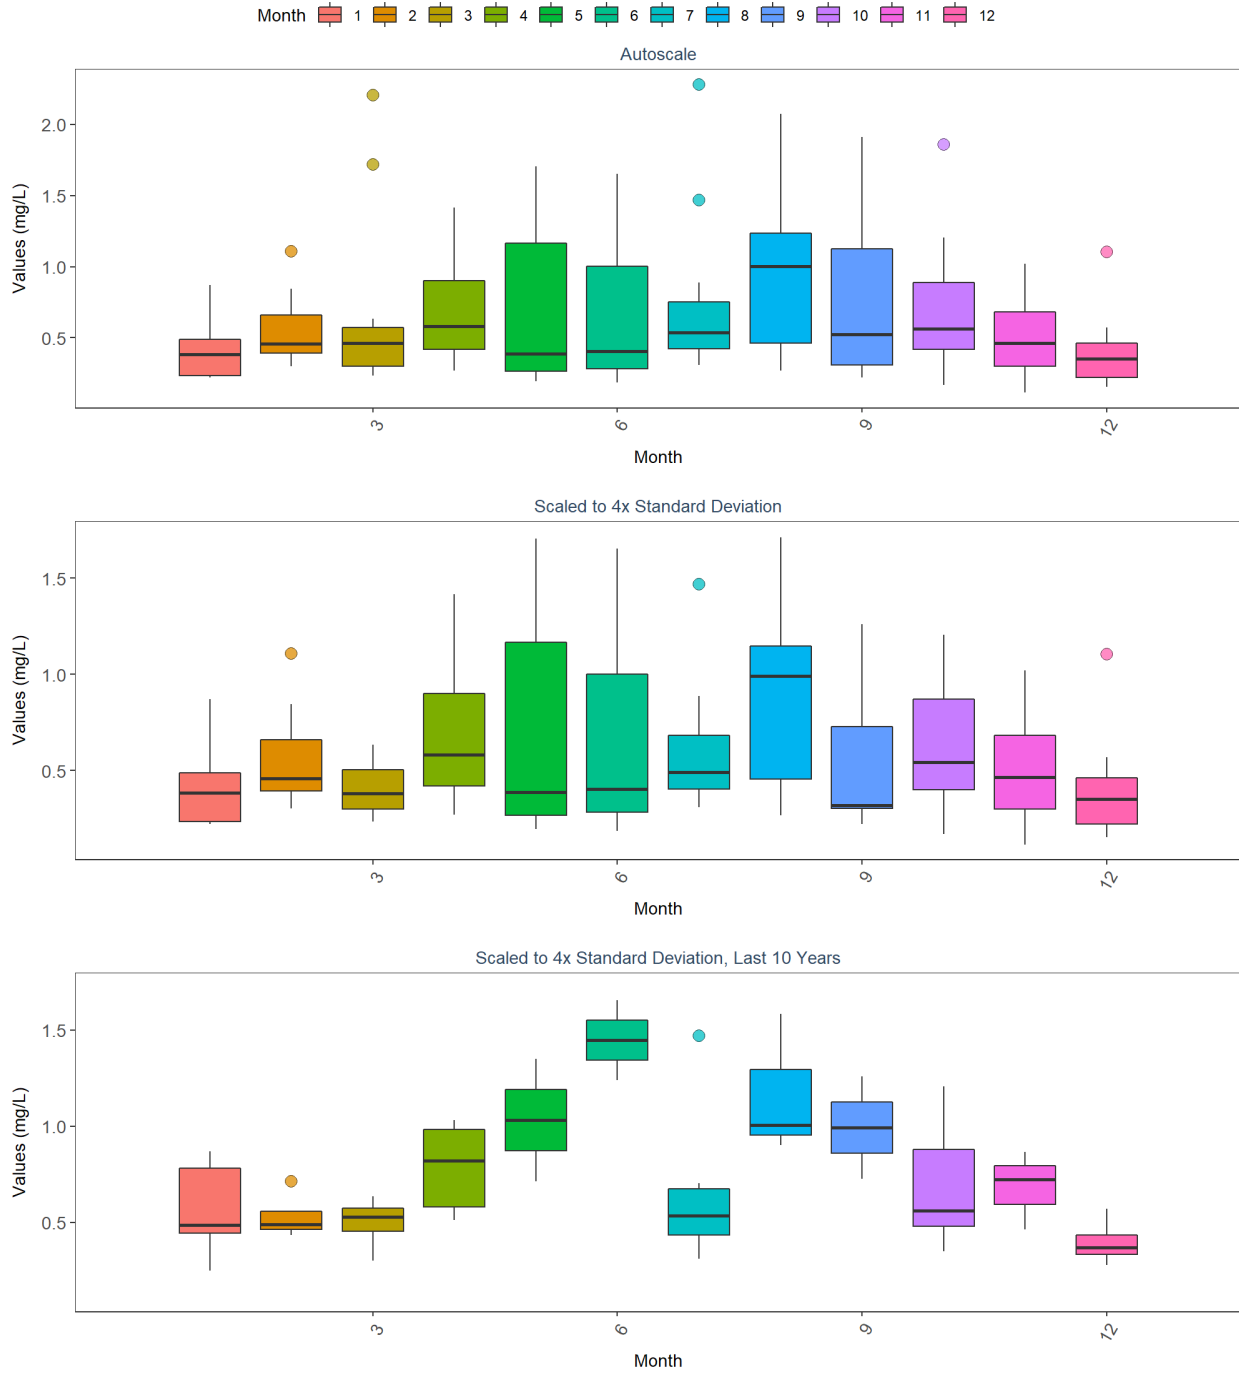 Month 1 2 3 4 5 6 7 8 9 10 11 12
Autoscale
Values (mg/L)
2.0
1.5
1.0
0.5
3 6 9 12
Month
Scaled to 4x Standard Deviation
Values (mg/L)
1.5
1.0
0.5
3 6 9 12
Month
Scaled to 4x Standard Deviation, Last 10 Years
Values (mg/L)
1.5
1.0
0.5
3 6 9 12
Month